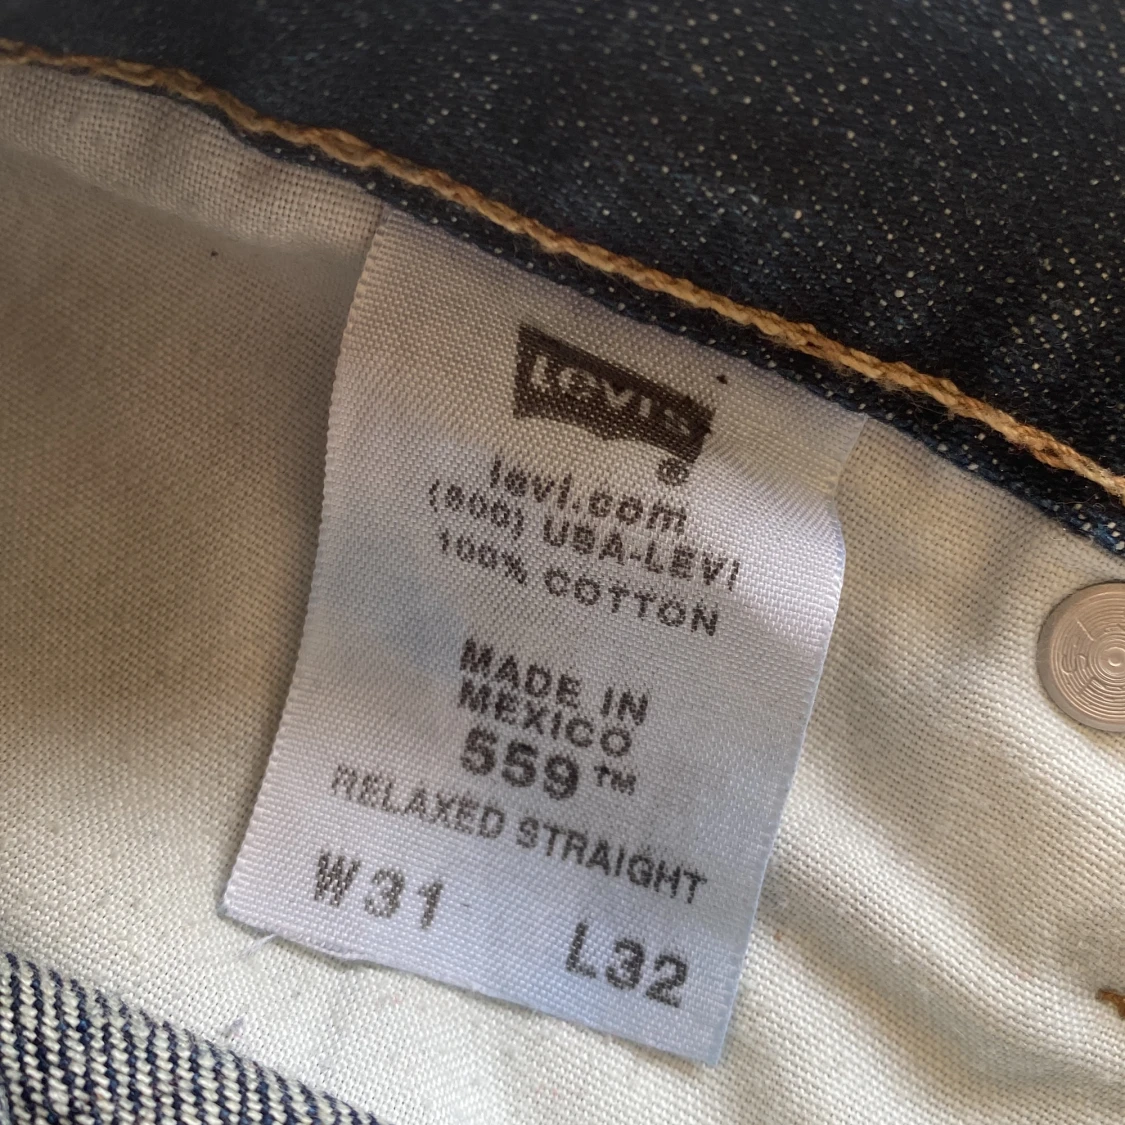 Levi's
®
levi.com
(800) USA-LEVI
100% COTTON
MADE IN
MEXICO
559™
RELAXED STRAIGHT
W31 L32